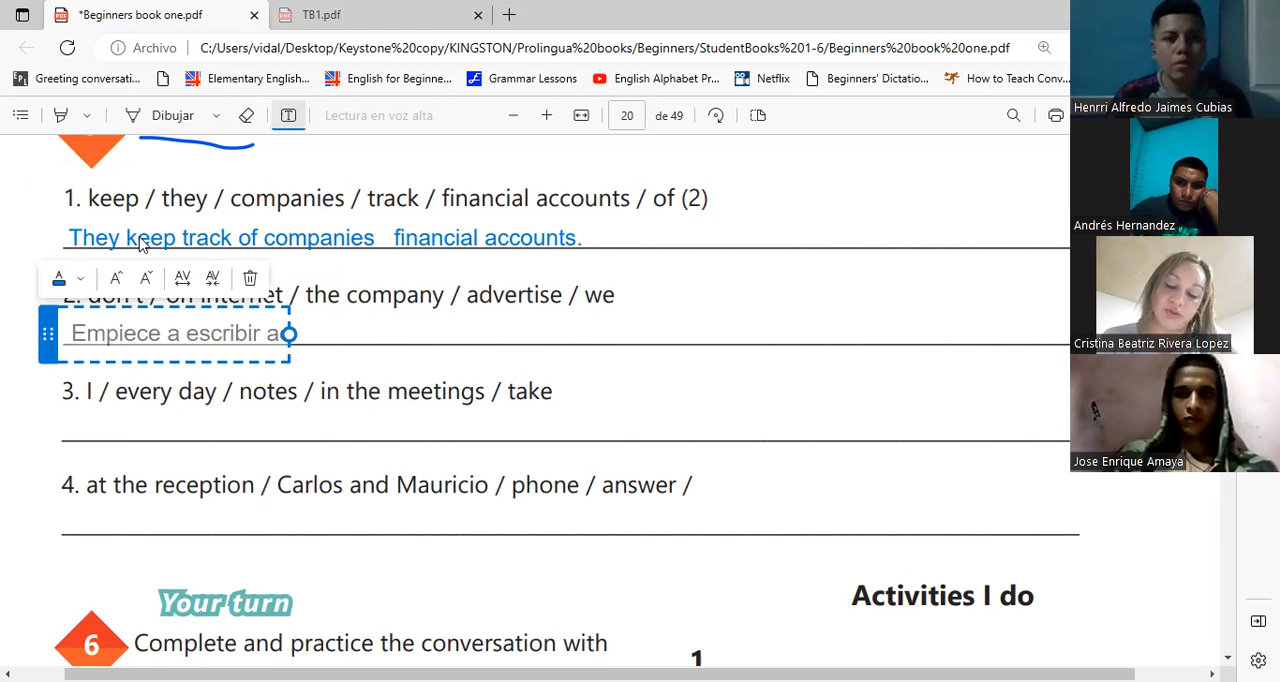 *Beginners book one.pdf
TB1.pdf
Archivo
C:/Users/vidal/Desktop/Keystone%20copy/KINGSTON/Prolingua%20books/Beginners/StudentBooks%201-6/Beginners%20book%20one.pdf
Greeting conversati...
Elementary English...
English for Beginne...
Grammar Lessons
English Alphabet Pr...
Netflix
Beginners' Dictatio...
How to Teach Conv...
Dibujar
Lectura en voz alta
20 de 49
1. keep / they / companies / track / financial accounts / of (2)
They keep track of companies financial accounts.
2. don't / on internet / the company / advertise / we
Empiece a escribir a
3. I / every day / notes / in the meetings / take
4. at the reception / Carlos and Mauricio / phone / answer /
Your turn
Activities I do
6 Complete and practice the conversation with
1
Henrri Alfredo Jaimes Cubias
Andrés Hernandez
Cristina Beatriz Rivera Lopez
Jose Enrique Amaya